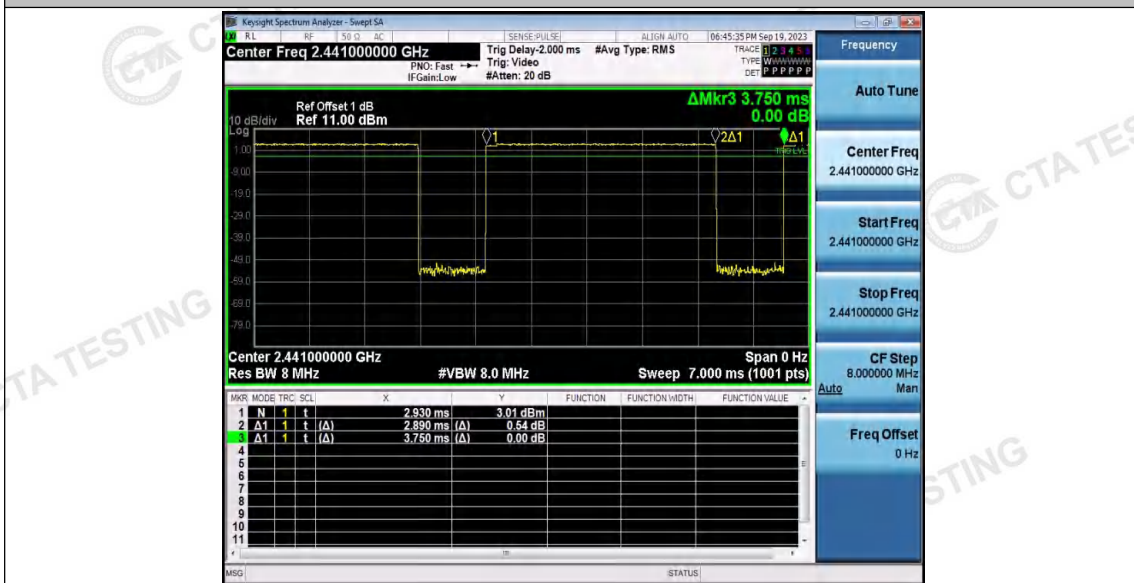 CTA TESTING
CTA TES
CTA TESTING
STING
Keysight Spectrum Analyzer - Swept SA
RL RF 50 Ω AC SENSE:PULSE ALIGN AUTO 06:45:35 PM Sep 19, 2023
Center Freq 2.441000000 GHz
PNO: Fast
IFGain:Low
Trig Delay-2.000 ms
Trig: Video
#Atten: 20 dB
#Avg Type: RMS
TRACE 1 2 3 4 5 6
TYPE WWWWWW
DET P P P P P P
ΔMkr3 3.750 ms
0.00 dB
Ref Offset 1 dB
10 dB/div Ref 11.00 dBm
Log
1 2Δ1 Δ1
TRIG LVL
1.00
-9.00
-19.0
-29.0
-39.0
-49.0
-59.0
-69.0
-79.0
Center 2.441000000 GHz Span 0 Hz
Res BW 8 MHz #VBW 8.0 MHz Sweep 7.000 ms (1001 pts)
MKR MODE TRC SCL X Y FUNCTION FUNCTION WIDTH FUNCTION VALUE
1 N 1 t 2.930 ms 3.01 dBm
2 Δ1 1 t (Δ) 2.890 ms (Δ) 0.54 dB
3 Δ1 1 t (Δ) 3.750 ms (Δ) 0.00 dB
4
5
6
7
8
9
10
11
MSG STATUS
Frequency
Auto Tune
Center Freq
2.441000000 GHz
Start Freq
2.441000000 GHz
Stop Freq
2.441000000 GHz
CF Step
8.000000 MHz
Auto Man
Freq Offset
0 Hz